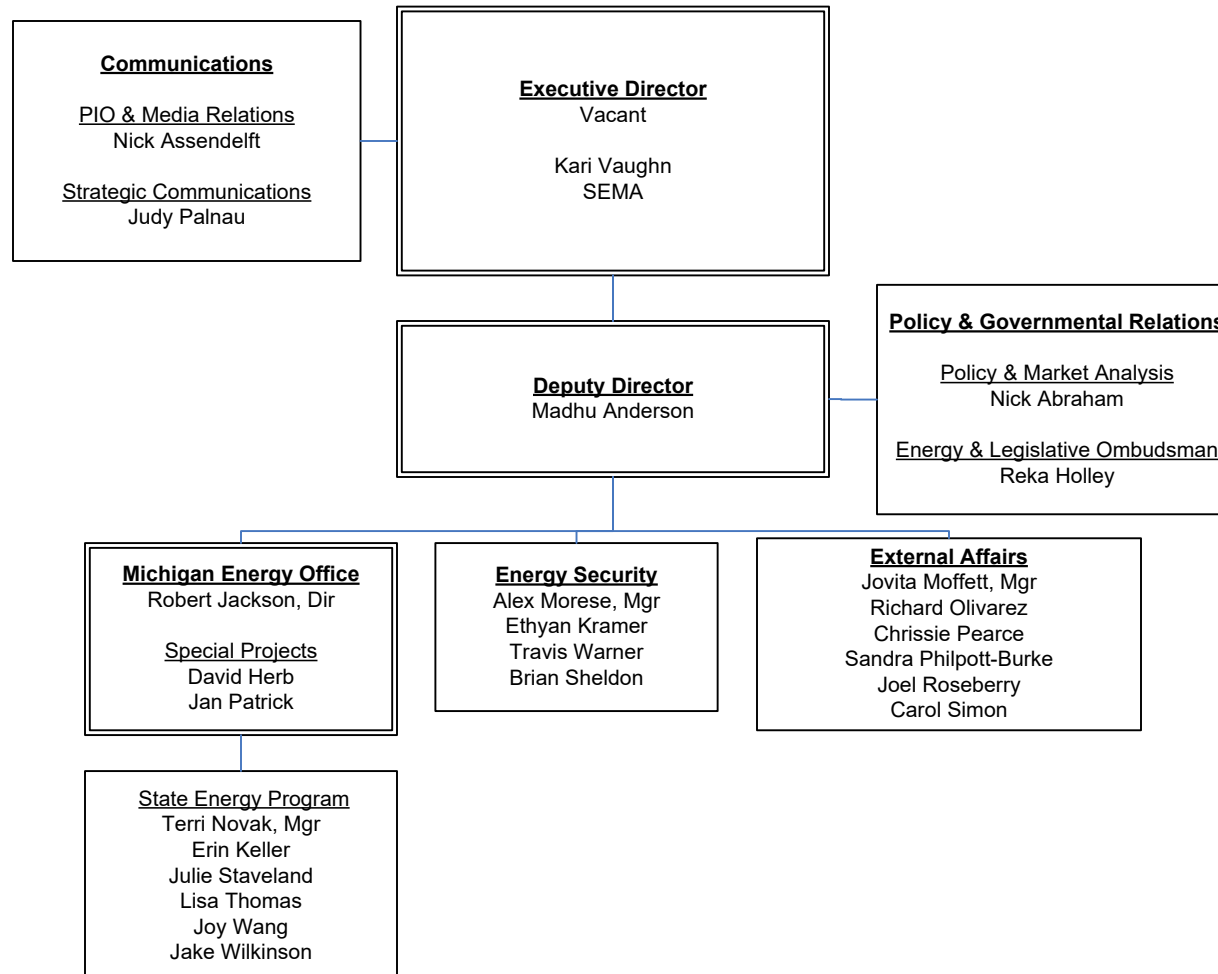 Communications
PIO & Media Relations
Nick Assendelft
Strategic Communications
Judy Palnau
Executive Director
Vacant
Kari Vaughn
SEMA
Deputy Director
Madhu Anderson
Policy & Governmental Relations
Policy & Market Analysis
Nick Abraham
Energy & Legislative Ombudsman
Reka Holley
Michigan Energy Office
Robert Jackson, Dir
Special Projects
David Herb
Jan Patrick
Energy Security
Alex Morese, Mgr
Ethyan Kramer
Travis Warner
Brian Sheldon
External Affairs
Jovita Moffett, Mgr
Richard Olivarez
Chrissie Pearce
Sandra Philpott-Burke
Joel Roseberry
Carol Simon
State Energy Program
Terri Novak, Mgr
Erin Keller
Julie Staveland
Lisa Thomas
Joy Wang
Jake Wilkinson